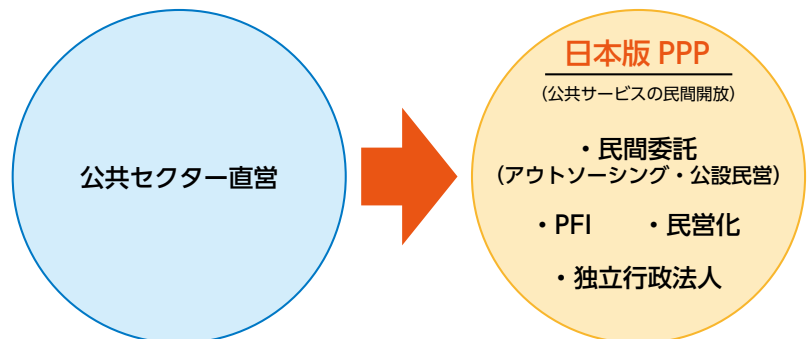 公共セクター直営
日本版 PPP
(公共サービスの民間開放)
・民間委託
(アウトソーシング・公設民営)
・PFI ・民営化
・独立行政法人